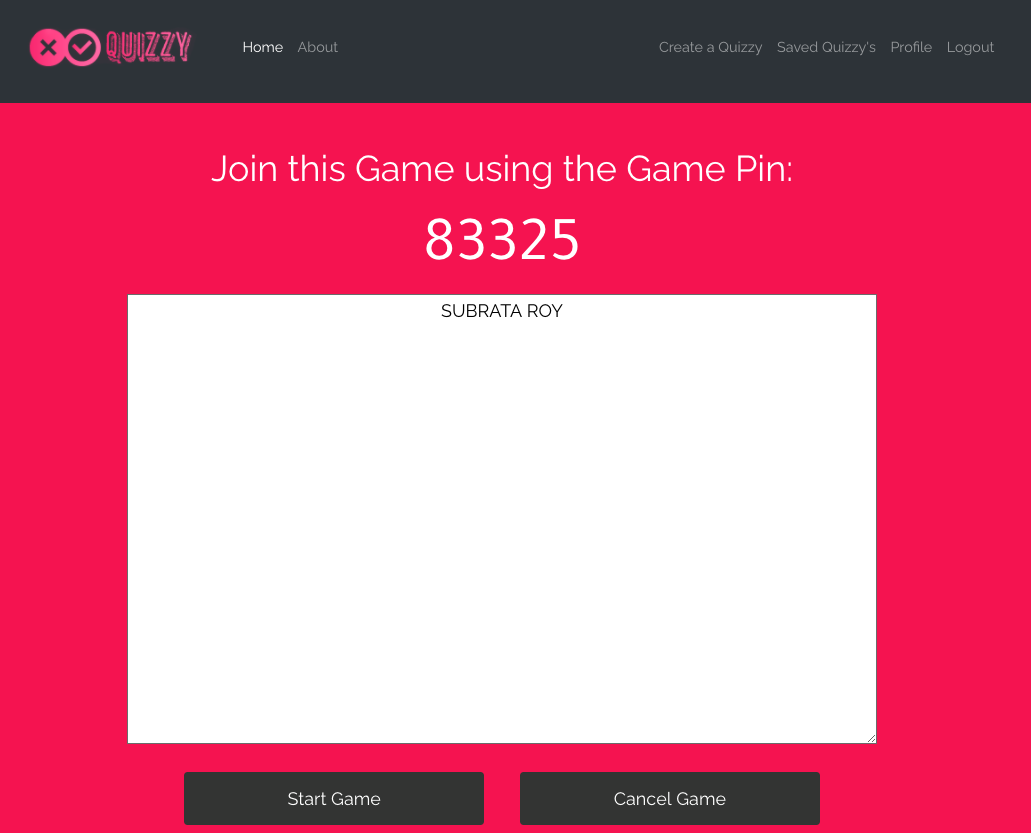 QUIZZY Home About Create a Quizzy Saved Quizzy's Profile Logout
Join this Game using the Game Pin:
83325
SUBRATA ROY
Start Game Cancel Game